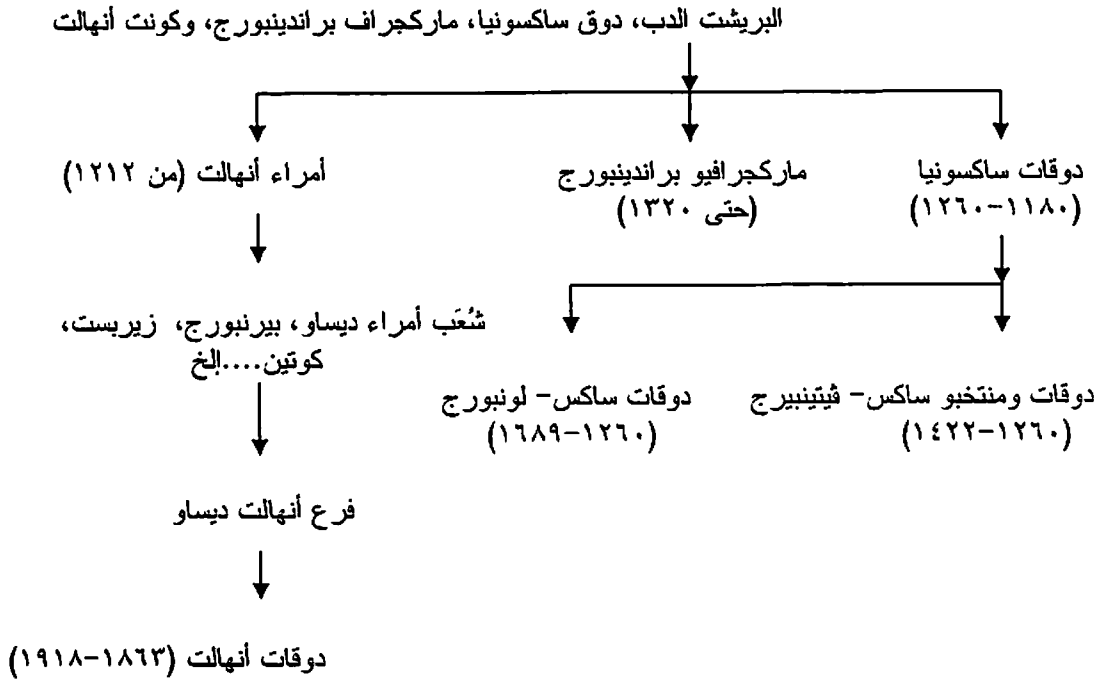 البريشت الدب، دوق ساكسونيا، ماركجراف براندينبورج، وكونت أنهالت
دوقات ساكسونيا
(١١٨٠-١٢٦٠)
ماركجرافيو براندينبورج
(حتى ١٣٢٠)
أمراء أنهالت (من ١٢١٢)
شُعَب أمراء ديساو، بيرنبورج، زيربست،
كوتين....إلخ
دوقات ومنتخبو ساكس- ڤيتينبيرج
(١٢٦٠-١٤٢٢)
دوقات ساكس- لونبورج
(١٢٦٠-١٦٨٩)
فرع أنهالت ديساو
دوقات أنهالت (١٨٦٣-١٩١٨)